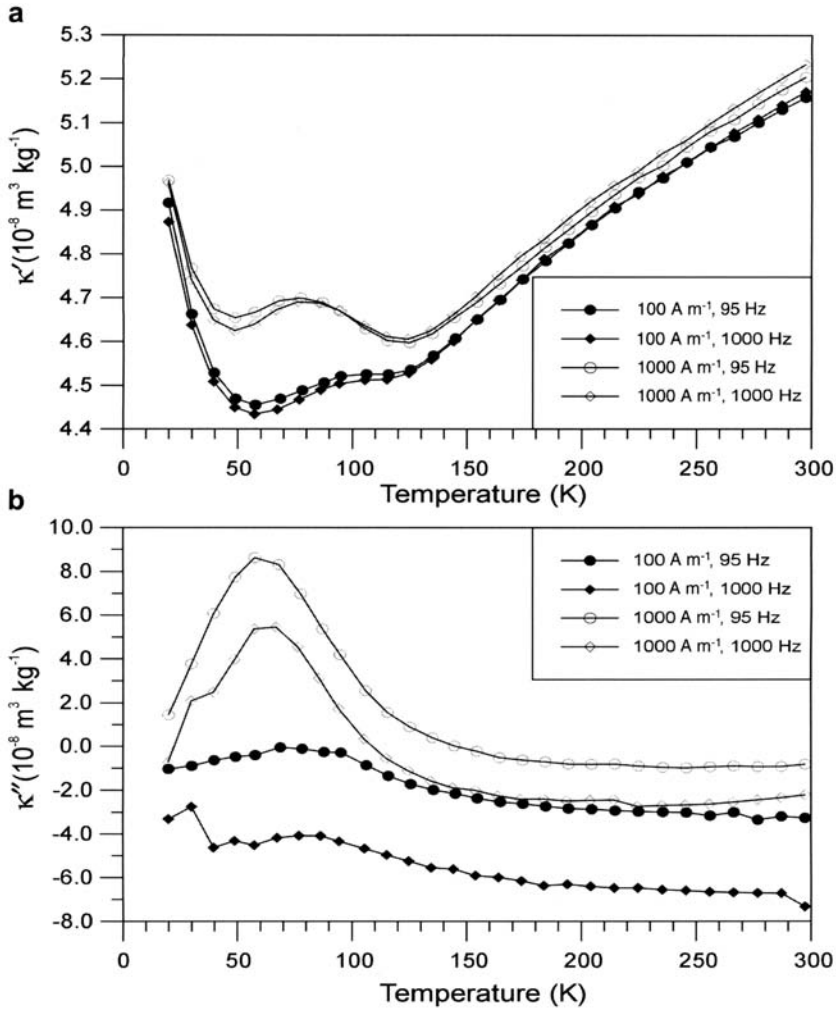 a
5.3
5.2
5.1
5.0
4.9
4.8
4.7
4.6
4.5
4.4
κ′(10⁻⁸ m³ kg⁻¹)
100 A m⁻¹, 95 Hz
100 A m⁻¹, 1000 Hz
1000 A m⁻¹, 95 Hz
1000 A m⁻¹, 1000 Hz
0 50 100 150 200 250 300
Temperature (K)
b
10.0
8.0
6.0
4.0
2.0
0.0
-2.0
-4.0
-6.0
-8.0
κ″(10⁻⁸ m³ kg⁻¹)
100 A m⁻¹, 95 Hz
100 A m⁻¹, 1000 Hz
1000 A m⁻¹, 95 Hz
1000 A m⁻¹, 1000 Hz
0 50 100 150 200 250 300
Temperature (K)